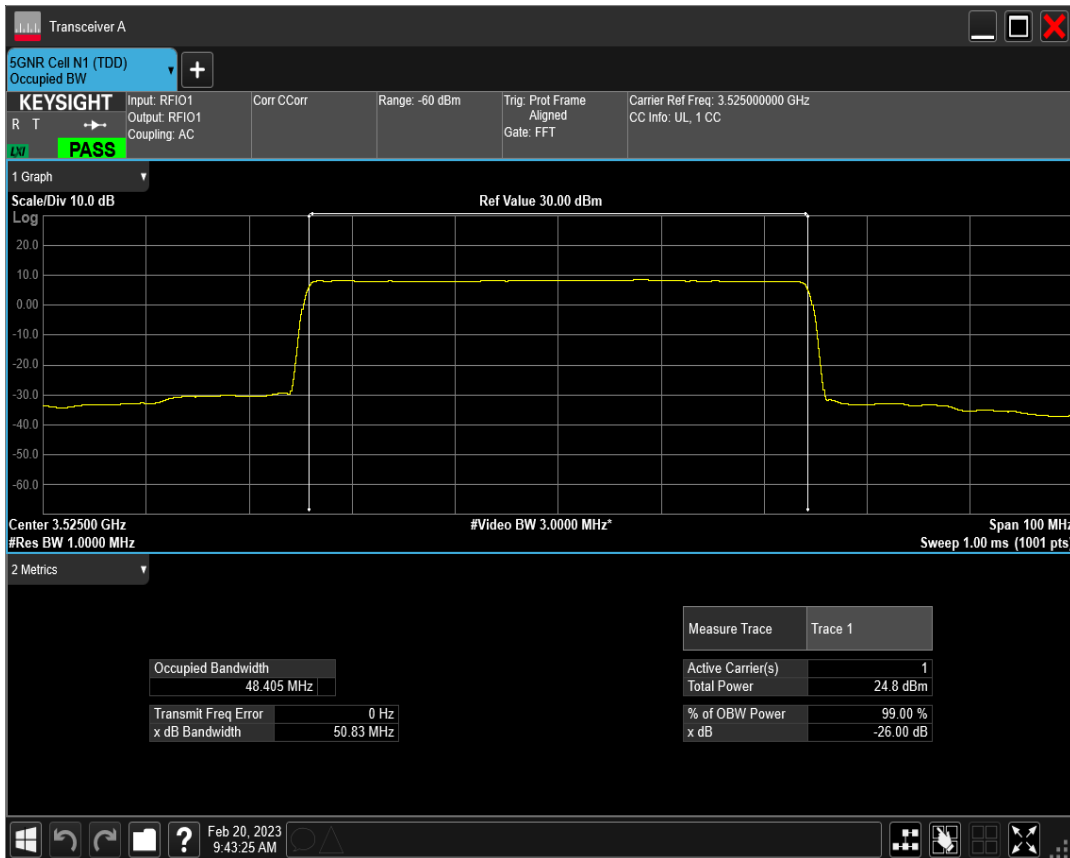 Transceiver A
5GNR Cell N1 (TDD)
Occupied BW
+
KEYSIGHT
R T
LXI
PASS
Input: RFIO1
Output: RFIO1
Coupling: AC
Corr CCorr
Range: -60 dBm
Trig: Prot Frame
Aligned
Gate: FFT
Carrier Ref Freq: 3.525000000 GHz
CC Info: UL, 1 CC
1 Graph
Scale/Div 10.0 dB
Ref Value 30.00 dBm
Log
20.0
10.0
0.00
-10.0
-20.0
-30.0
-40.0
-50.0
-60.0
Center 3.52500 GHz
#Video BW 3.0000 MHz*
Span 100 MHz
#Res BW 1.0000 MHz
Sweep 1.00 ms (1001 pts)
2 Metrics
Measure Trace Trace 1
Occupied Bandwidth
48.405 MHz
Active Carrier(s) 1
Total Power 24.8 dBm
Transmit Freq Error 0 Hz
x dB Bandwidth 50.83 MHz
% of OBW Power 99.00 %
x dB -26.00 dB
?
Feb 20, 2023
9:43:25 AM